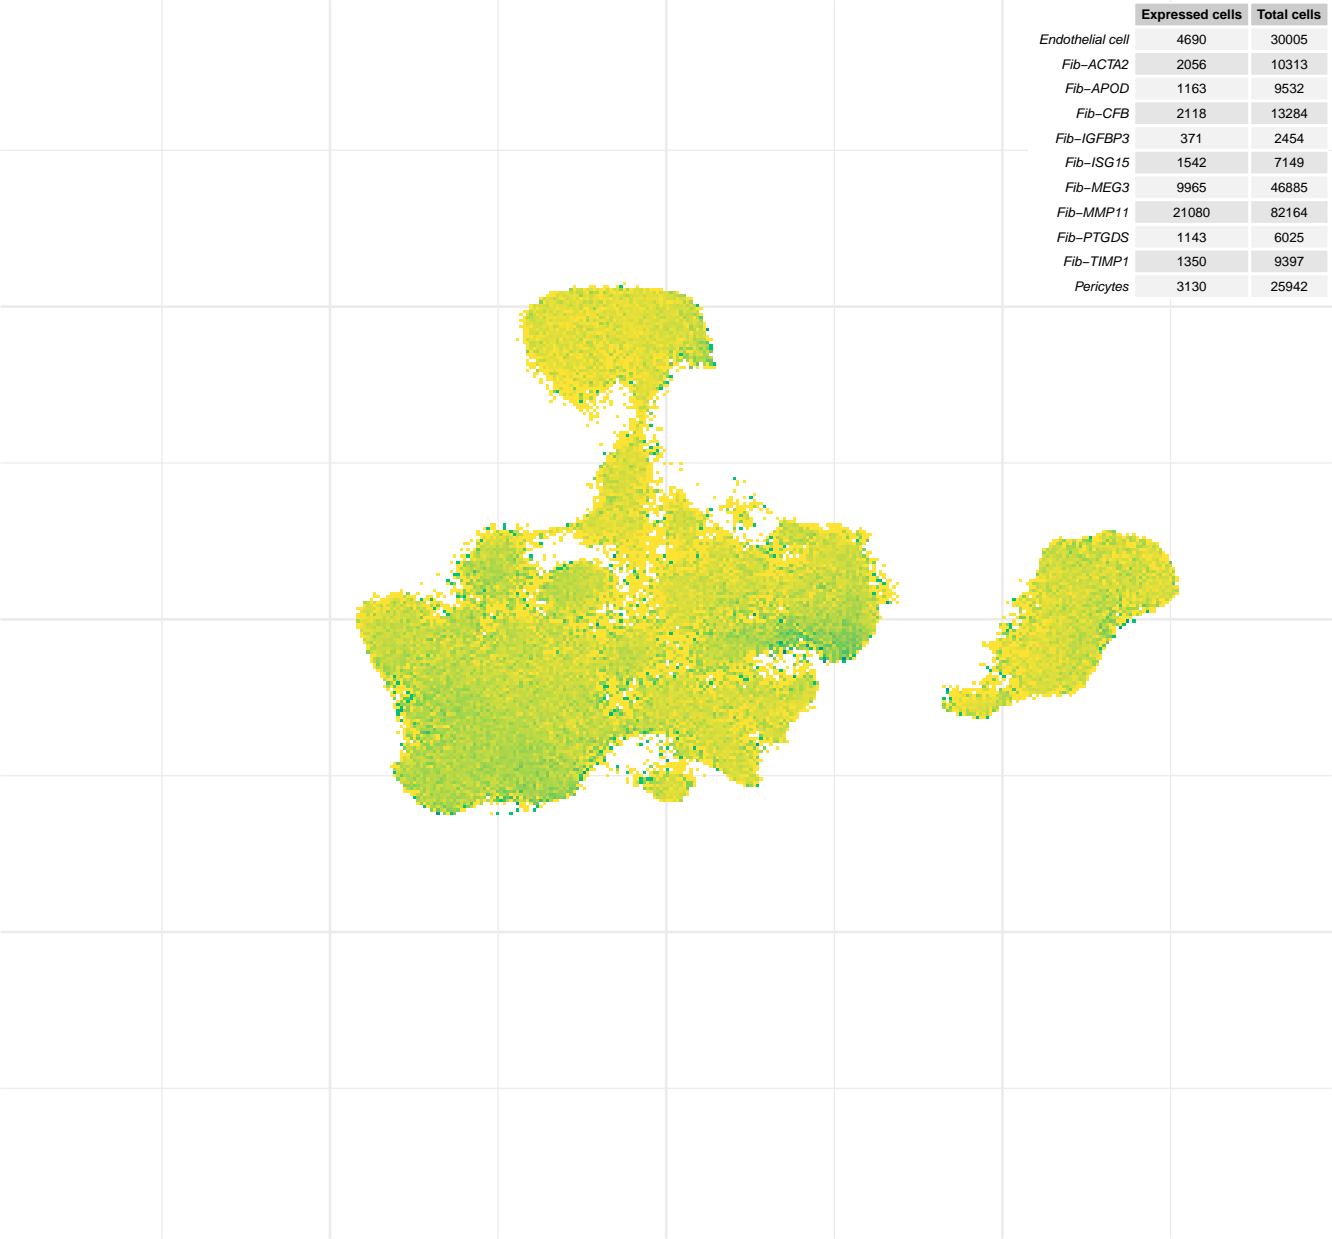 Expressed cells Total cells
Endothelial cell 4690 30005
Fib−ACTA2 2056 10313
Fib−APOD 1163 9532
Fib−CFB 2118 13284
Fib−IGFBP3 371 2454
Fib−ISG15 1542 7149
Fib−MEG3 9965 46885
Fib−MMP11 21080 82164
Fib−PTGDS 1143 6025
Fib−TIMP1 1350 9397
Pericytes 3130 25942